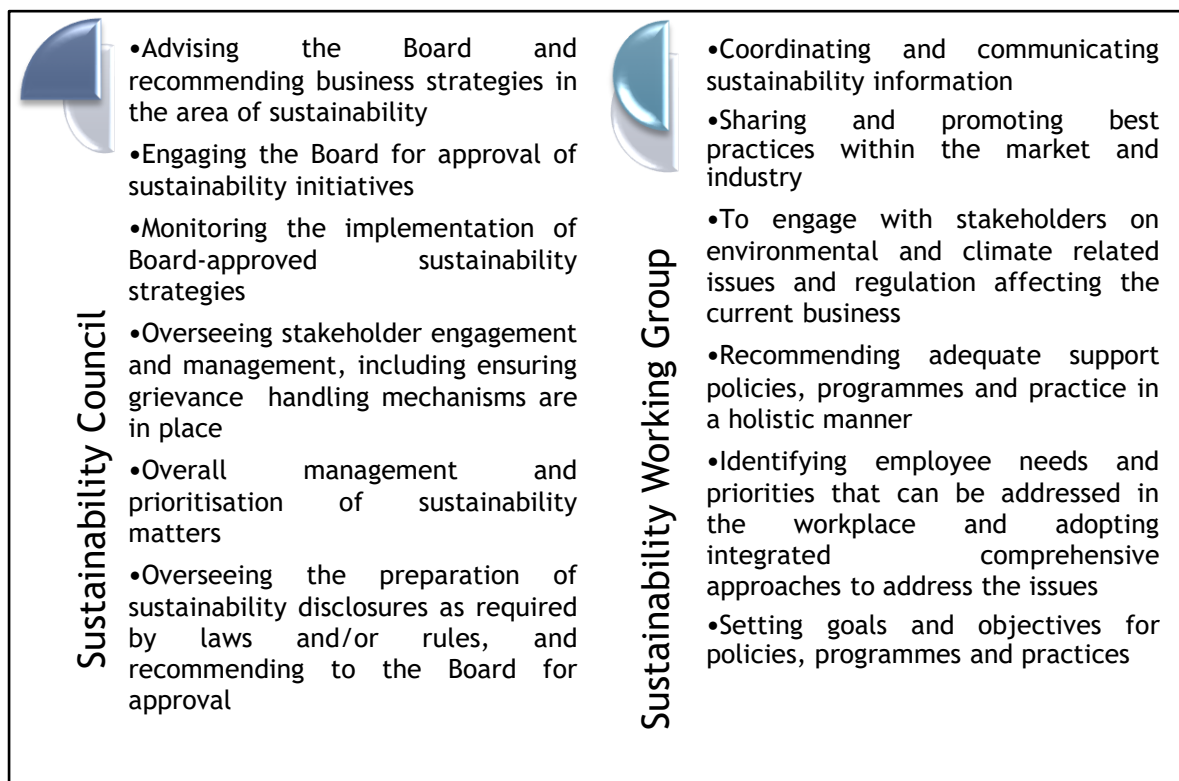 Sustainability Council
•Advising the Board and
recommending business strategies in
the area of sustainability
•Engaging the Board for approval of
sustainability initiatives
•Monitoring the implementation of
Board-approved sustainability
strategies
•Overseeing stakeholder engagement
and management, including ensuring
grievance handling mechanisms are
in place
•Overall management and
prioritisation of sustainability
matters
•Overseeing the preparation of
sustainability disclosures as required
by laws and/or rules, and
recommending to the Board for
approval
Sustainability Working Group
•Coordinating and communicating
sustainability information
•Sharing and promoting best
practices within the market and
industry
•To engage with stakeholders on
environmental and climate related
issues and regulation affecting the
current business
•Recommending adequate support
policies, programmes and practice in
a holistic manner
•Identifying employee needs and
priorities that can be addressed in
the workplace and adopting
integrated comprehensive
approaches to address the issues
•Setting goals and objectives for
policies, programmes and practices